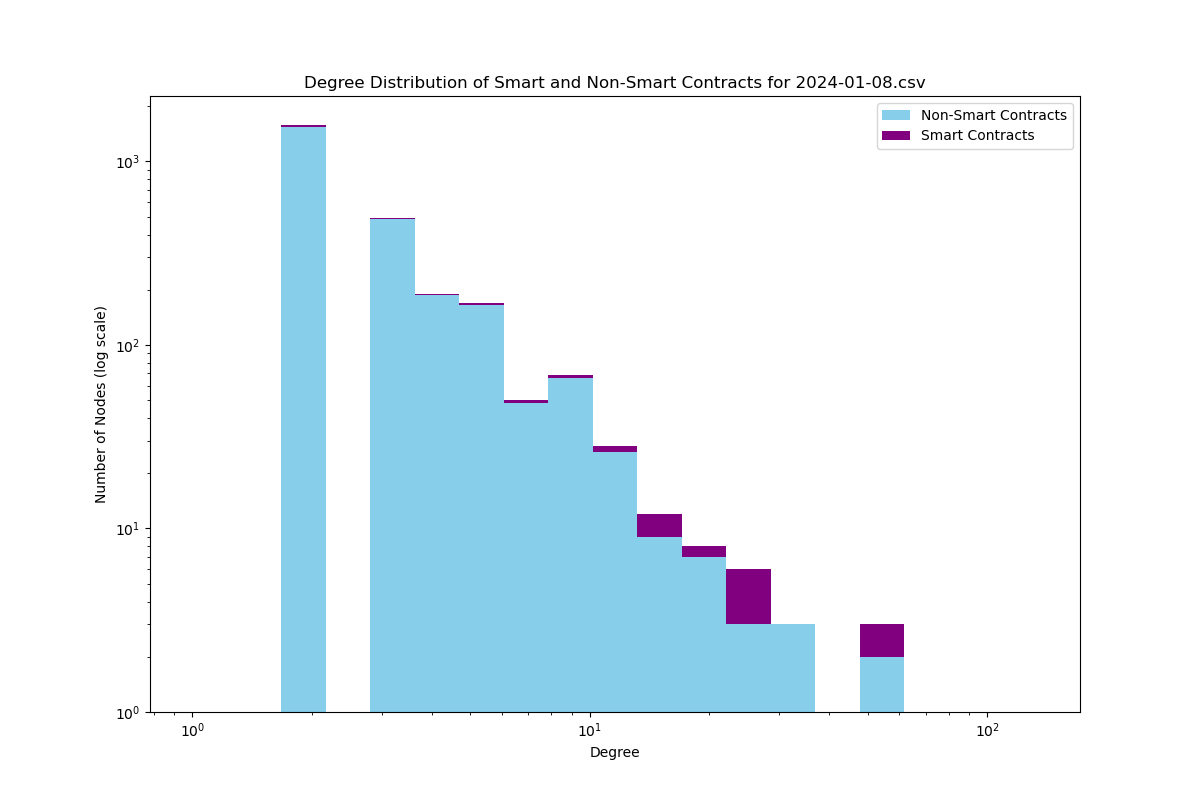 Degree Distribution of Smart and Non-Smart Contracts for 2024-01-08.csv
Non-Smart Contracts
Smart Contracts
Number of Nodes (log scale)
10³
10²
10¹
10⁰
10⁰ 10¹ 10²
Degree